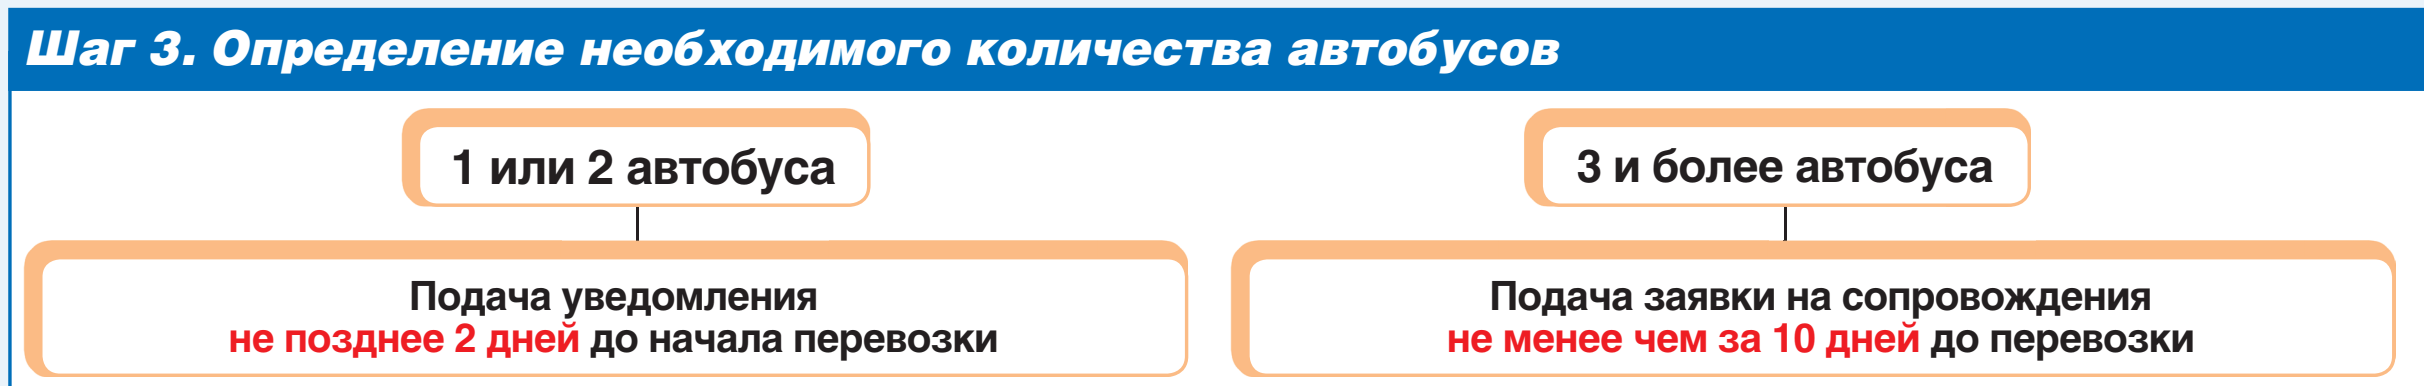 Шаг 3. Определение необходимого количества автобусов
1 или 2 автобуса
Подача уведомления
не позднее 2 дней до начала перевозки
3 и более автобуса
Подача заявки на сопровождения
не менее чем за 10 дней до перевозки